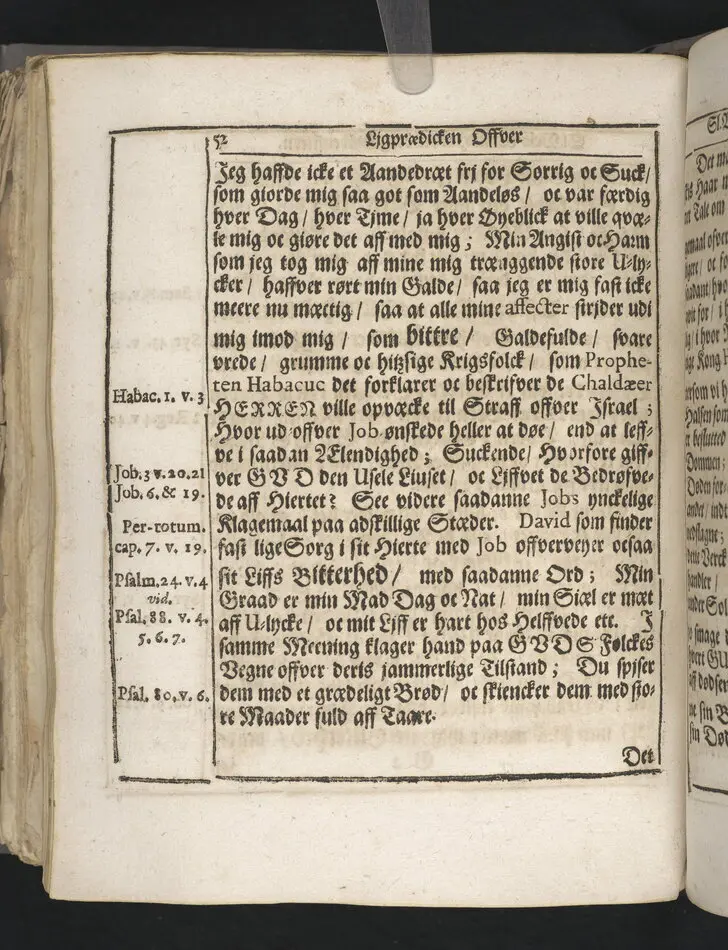 52 Ljgprædicken Offver
Jeg haffde icke et Aandedræt frj for Sorrig oc Suck/
som giorde mig saa got som Aandeløs / oc var færdig
hver Dag / hver Tjme / ja hver Øyeblick at ville qvæ-
le mig oc giøre det aff med mig ; Min Angist oc Harm
som jeg tog mig aff mine mig trænggende store U-ly-
cker / haffver rørt min Galde / saa jeg er mig fast icke
meere nu mæctig / saa at alle mine affecter strjder udi
mig imod mig / som bittre / Galdefulde / svare
vrede / grumme oc hitzsige Krigsfolck / som Prophe-
ten Habacuc det forklarer oc beskrifver de Chaldæer
Habac. 1. v. 3
HERREN ville opvæcke til Straff offver Israel ;
Hvor ud-offver Job ønskede heller at døe / end at leff-
ve i saadan Ælendighed ; Suckende / Hvorfore giff-
Job. 3 v. 20. 21
ver GUD den Usele Liuset / oc Ljffvet de Bedrøfve-
Job. 6. & 19.
de aff Hiertet? See videre saadanne Jobs ynckelige
Per-totum.
Klagemaal paa adskillige Stæder. David som finder
cap. 7. v. 19.
fast lige Sorg i sit Hierte med Job offverveyer ocsaa
Psalm. 24. v. 4
sit Liffs Bitterhed / med saadanne Ord ; Min
vid.
Graad er min Mad Dag oc Nat / min Siæl er mæt
Psal. 88. v. 4.
aff U-lycke / oc mit Ljff er hart hos Helffvede etc. I
5. 6. 7.
samme Meening klager hand paa GUDS Folckes
Vegne offver deris jammerlige Tilstand ; Du spjser
Psal. 80. v. 6.
dem med et grædeligt Brød / oc skiencker dem med sto-
re Maader fuld aff Taare.
Det